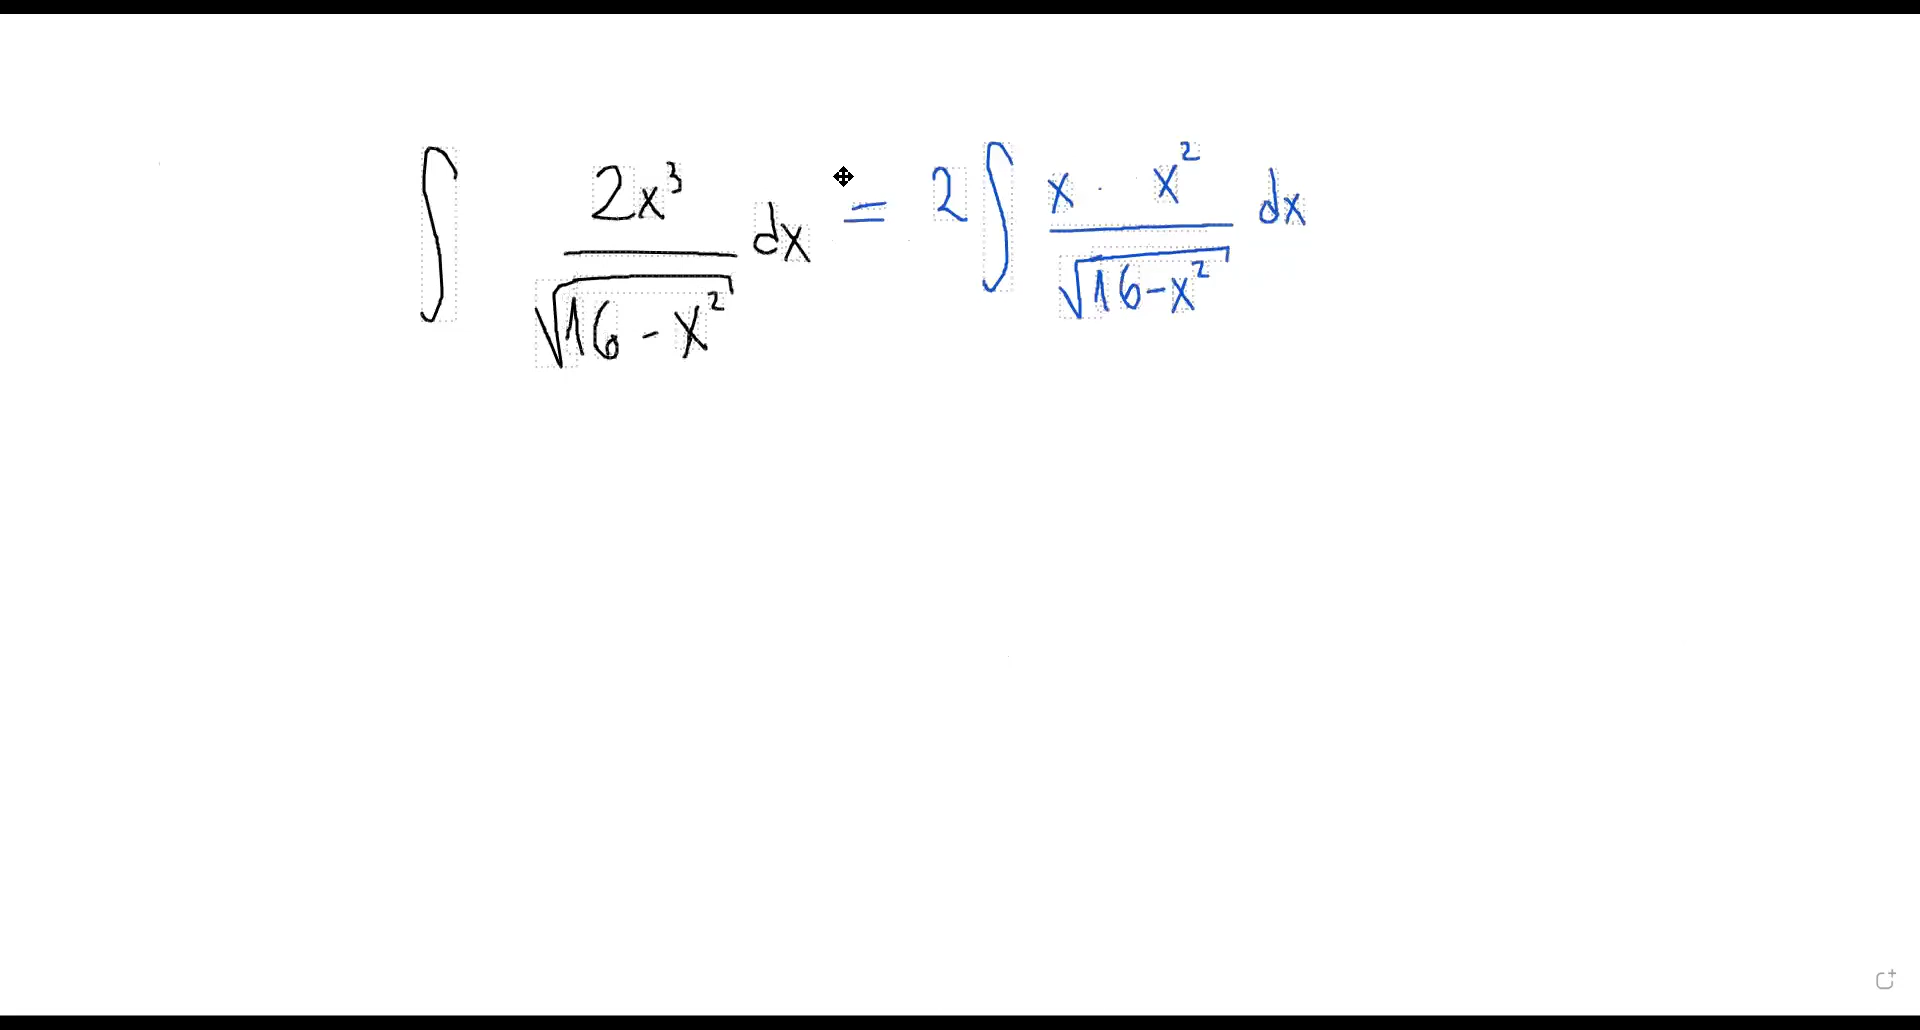 ∫ 2x³/√(16 - x²) dx = 2 ∫ x · x²/√(16-x²) dx